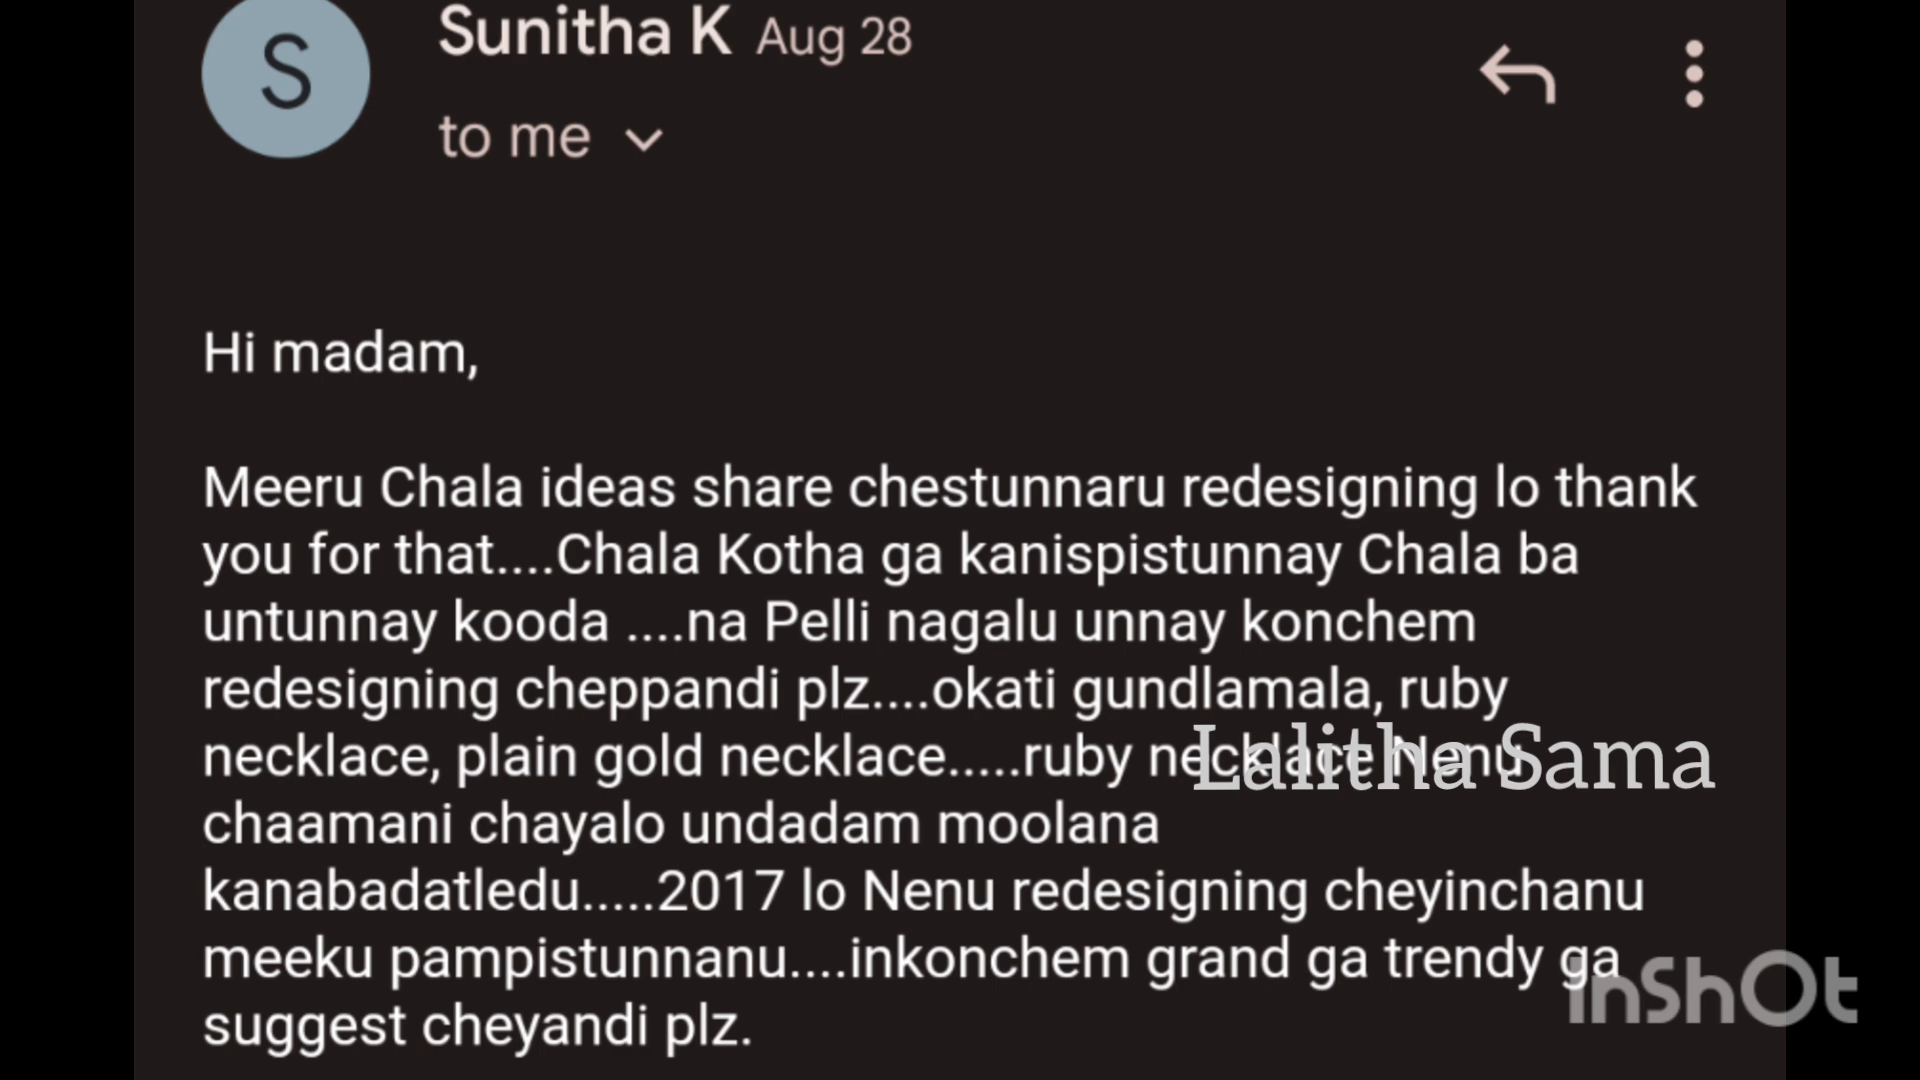 S
Sunitha K Aug 28
to me
Hi madam,
Meeru Chala ideas share chestunnaru redesigning lo thank
you for that....Chala Kotha ga kanispistunnay Chala ba
untunnay kooda ....na Pelli nagalu unnay konchem
redesigning cheppandi plz....okati gundlamala, ruby
necklace, plain gold necklace.....ruby necklace Nenu
Lalitha Sama
chaamani chayalo undadam moolana
kanabadatledu.....2017 lo Nenu redesigning cheyinchanu
meeku pampistunnanu....inkonchem grand ga trendy ga
InShOt
suggest cheyandi plz.